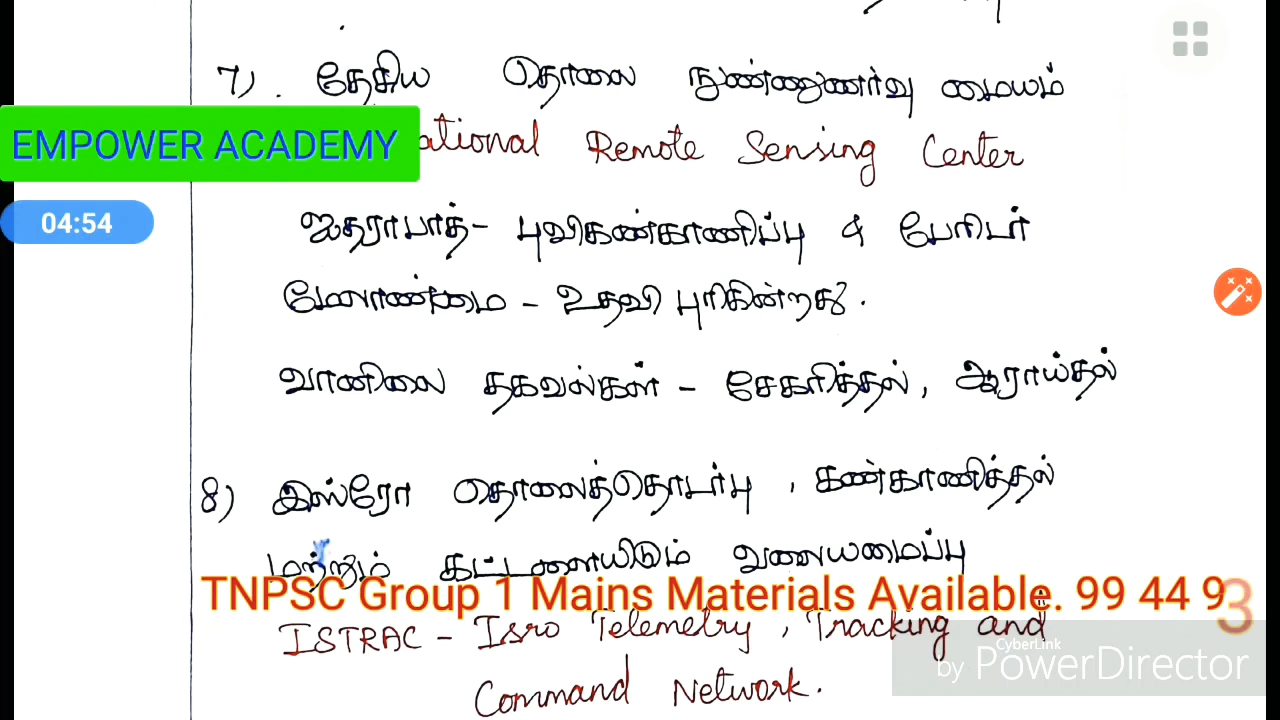 7) தேசிய தொலை நுண்ணுணர்வு மையம்
EMPOWER ACADEMY
ational Remote Sensing Center
04:54
ஐதராபாத் - புவிகண்காணிப்பு & பேரிடர்
மேலாண்மை - உதவி புரிகின்றது.
வானிலை தகவல்கள் - சேகரித்தல், ஆராய்தல்
8) இஸ்ரோ தொலைத்தொடர்பு, கண்காணித்தல்
மற்றும் கட்டளையிடும் வலையமைப்பு
TNPSC Group 1 Mains Materials Available. 99 44 9 3
ISTRAC - Isro Telemetry, Tracking and
CyberLink
by PowerDirector
Command Network.